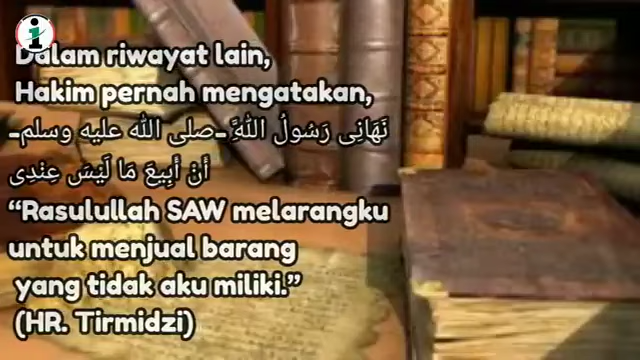 Dalam riwayat lain,
Hakim pernah mengatakan,
نَهَانِى رَسُولُ اللَّهِ -صلى الله عليه وسلم-
أَنْ أَبِيعَ مَا لَيْسَ عِنْدِى
“Rasulullah SAW melarangku
untuk menjual barang
yang tidak aku miliki.”
(HR. Tirmidzi)